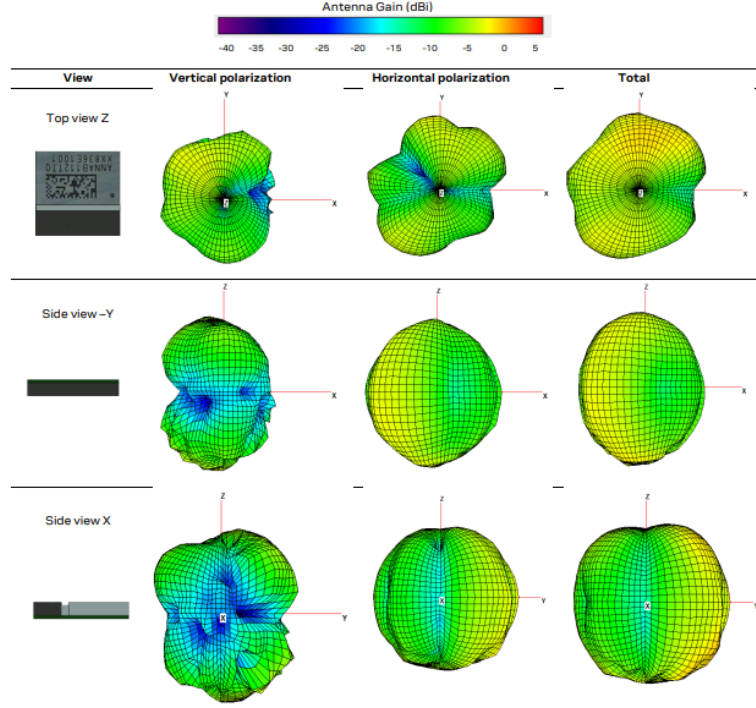 Antenna Gain (dBi)
-40 -35 -30 -25 -20 -15 -10 -5 0 5
View Vertical polarization Horizontal polarization Total
Top view Z
Y Y Y
X X X
Z Z Z
Side view –Y
Z Z Z
X X X
Side view X
Z Z Z
Y Y Y
X X X